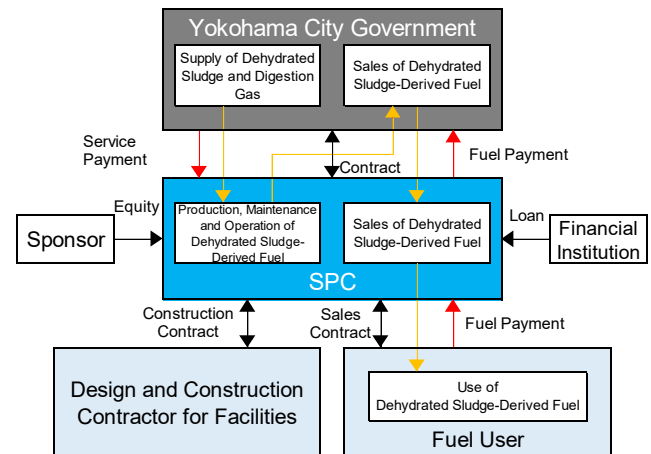 Yokohama City Government
Supply of Dehydrated
Sludge and Digestion
Gas
Sales of Dehydrated
Sludge-Derived Fuel
Service
Payment
Contract
Fuel Payment
Equity
Production, Maintenance
and Operation of
Dehydrated Sludge-
Derived Fuel
Sales of Dehydrated
Sludge-Derived Fuel
Loan
Sponsor
Financial
Institution
SPC
Construction
Contract
Sales
Contract
Fuel Payment
Design and Construction
Contractor for Facilities
Use of
Dehydrated Sludge-Derived Fuel
Fuel User